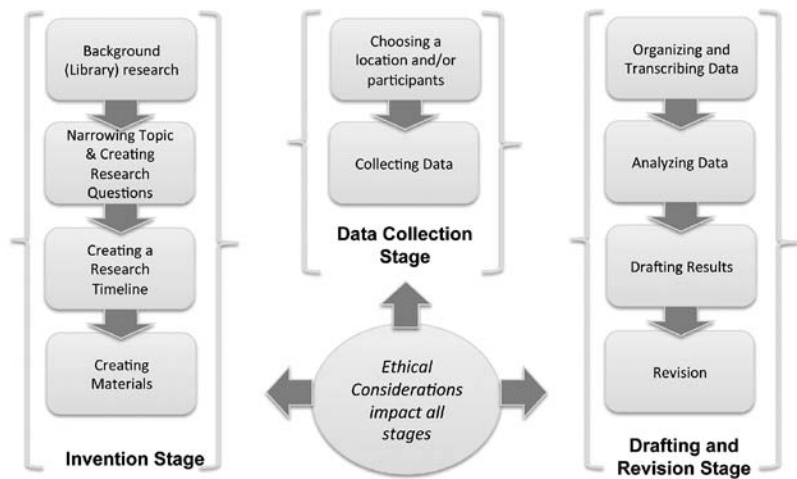 Background
(Library) research
Narrowing Topic
& Creating
Research
Questions
Creating a
Research
Timeline
Creating
Materials
Invention Stage
Choosing a
location and/or
participants
Collecting Data
Data Collection
Stage
Ethical
Considerations
impact all
stages
Organizing and
Transcribing Data
Analyzing Data
Drafting Results
Revision
Drafting and
Revision Stage